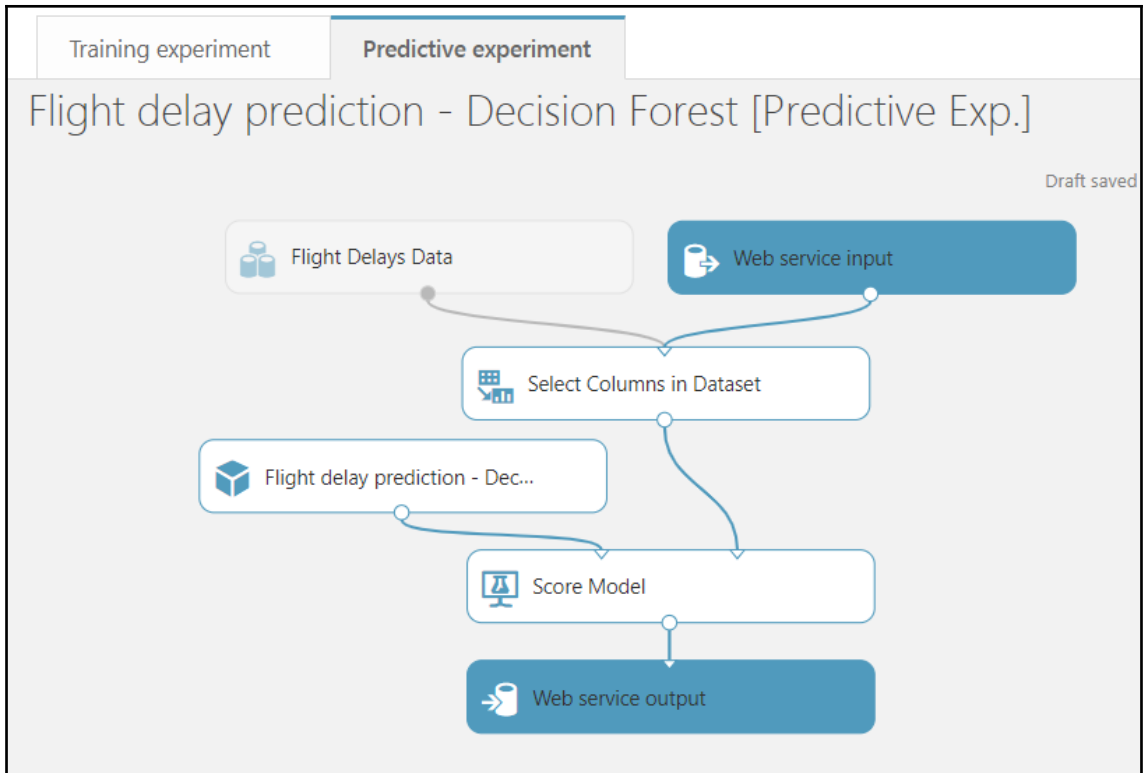 Training experiment
Predictive experiment
Flight delay prediction - Decision Forest [Predictive Exp.]
Draft saved
Flight Delays Data
Web service input
Select Columns in Dataset
Flight delay prediction - Dec...
Score Model
Web service output